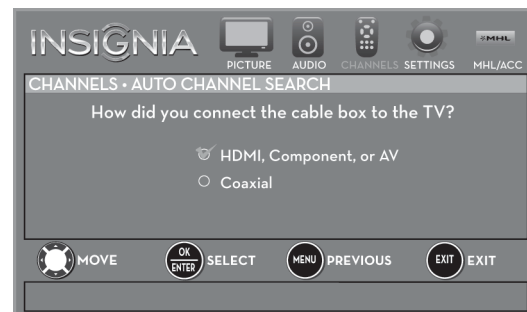 INSIGNIA
PICTURE AUDIO CHANNELS SETTINGS MHL MHL/ACC
CHANNELS • AUTO CHANNEL SEARCH
How did you connect the cable box to the TV?
HDMI, Component, or AV
Coaxial
MOVE OK ENTER SELECT MENU PREVIOUS EXIT EXIT